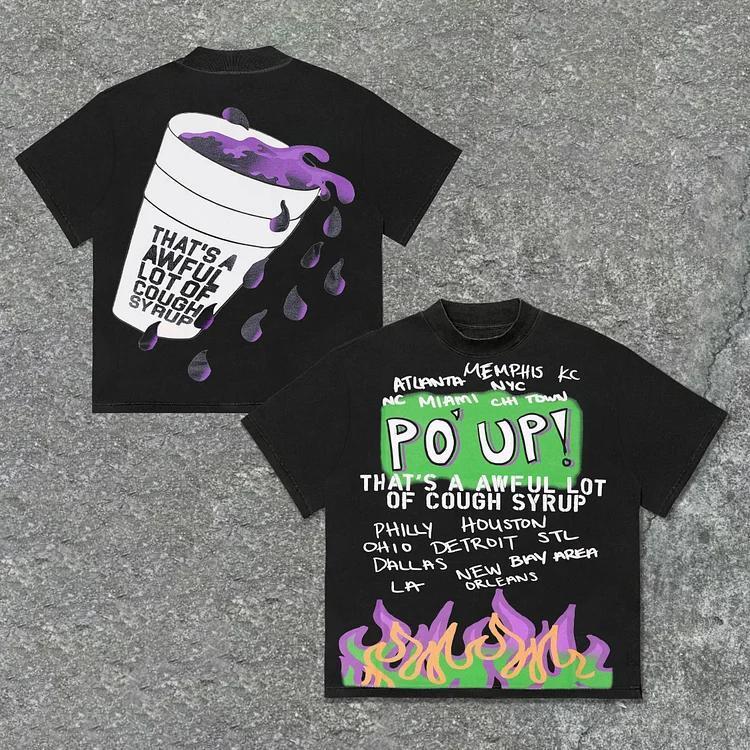 THAT'S A
AWFUL
LOT OF
COUGH
SYRUP
ATLANTA MEMPHIS KC
NYC
NC MIAMI CHI TOWN
PO' UP!
THAT'S A AWFUL LOT
OF COUGH SYRUP
PHILLY HOUSTON
OHIO DETROIT STL
DALLAS NEW BAY AREA
LA ORLEANS